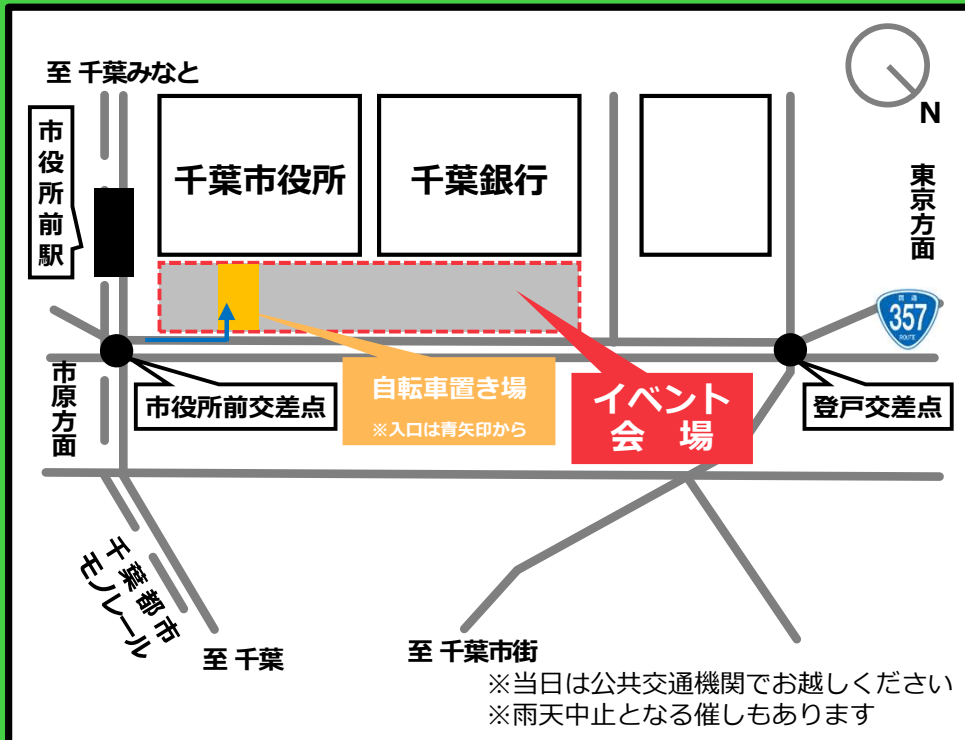 至 千葉みなと
N
市役所前駅
千葉市役所
千葉銀行
東京方面
国道
357
ROUTE
市原方面
市役所前交差点
自転車置き場
※入口は青矢印から
イベント
会 場
登戸交差点
千葉都市
モノレール
至 千葉
至 千葉市街
※当日は公共交通機関でお越しください
※雨天中止となる催しもあります